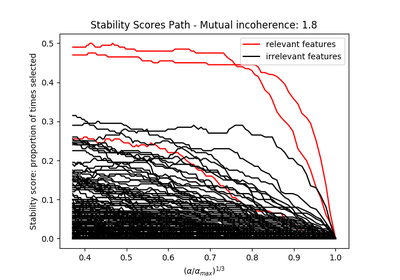 Stability Scores Path - Mutual incoherence: 1.8
relevant features
irrelevant features
Stability score: proportion of times selected
0.5
0.4
0.3
0.2
0.1
0.0
0.4 0.5 0.6 0.7 0.8 0.9 1.0
(α/α_max)^1/3